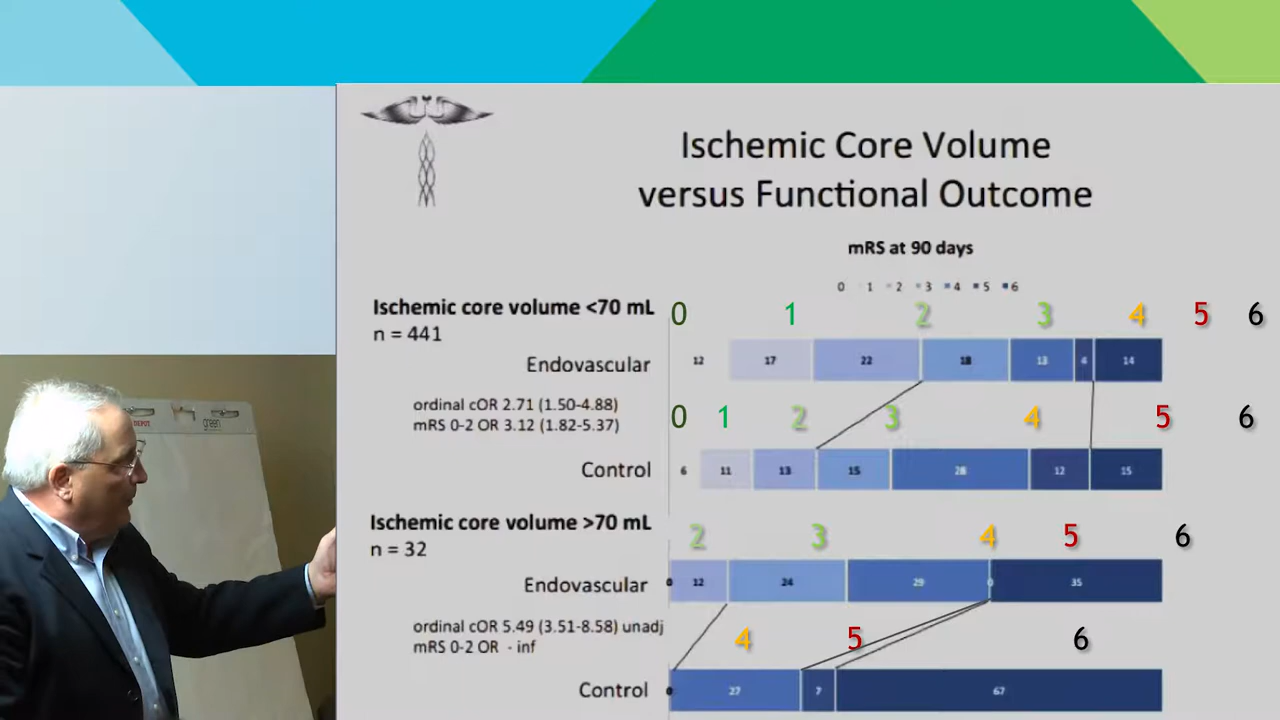 Ischemic Core Volume
versus Functional Outcome
mRS at 90 days
0 1 2 3 4 5 6
Ischemic core volume <70 mL
n = 441
0 1 2 3 4 5 6
Endovascular 12 17 22 18 13 4 14
ordinal cOR 2.71 (1.50-4.88)
mRS 0-2 OR 3.12 (1.82-5.37)
0 1 2 3 4 5 6
Control 6 11 13 15 28 12 15
Ischemic core volume >70 mL
n = 32
2 3 4 5 6
Endovascular 0 12 24 29 0 35
ordinal cOR 5.49 (3.51-8.58) unadj
mRS 0-2 OR - inf
4 5 6
Control 0 27 7 67
DEPOT
green